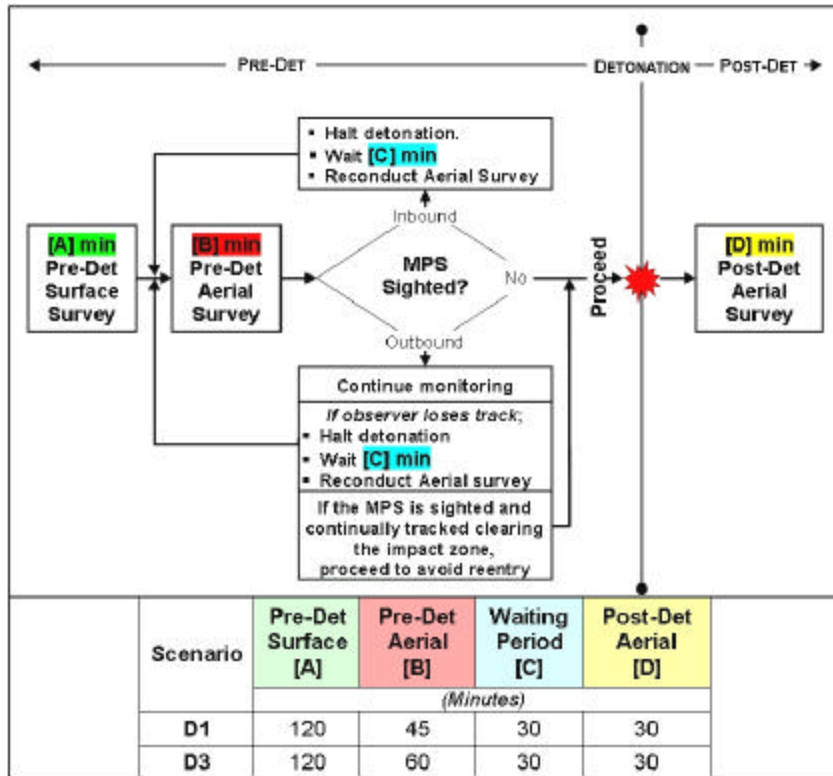 PRE-DET
DETONATION
POST-DET
▪ Halt detonation.
▪ Wait [C] min
▪ Reconduct Aerial Survey
Inbound
[A] min
Pre-Det
Surface
Survey
[B] min
Pre-Det
Aerial
Survey
MPS
Sighted?
No
Proceed
[D] min
Post-Det
Aerial
Survey
Outbound
Continue monitoring
If observer loses track;
▪ Halt detonation
▪ Wait [C] min
▪ Reconduct Aerial survey
If the MPS is sighted and
continually tracked clearing
the impact zone,
proceed to avoid reentry
Scenario
Pre-Det
Surface
[A]
Pre-Det
Aerial
[B]
Waiting
Period
[C]
Post-Det
Aerial
[D]
(Minutes)
D1 120 45 30 30
D3 120 60 30 30